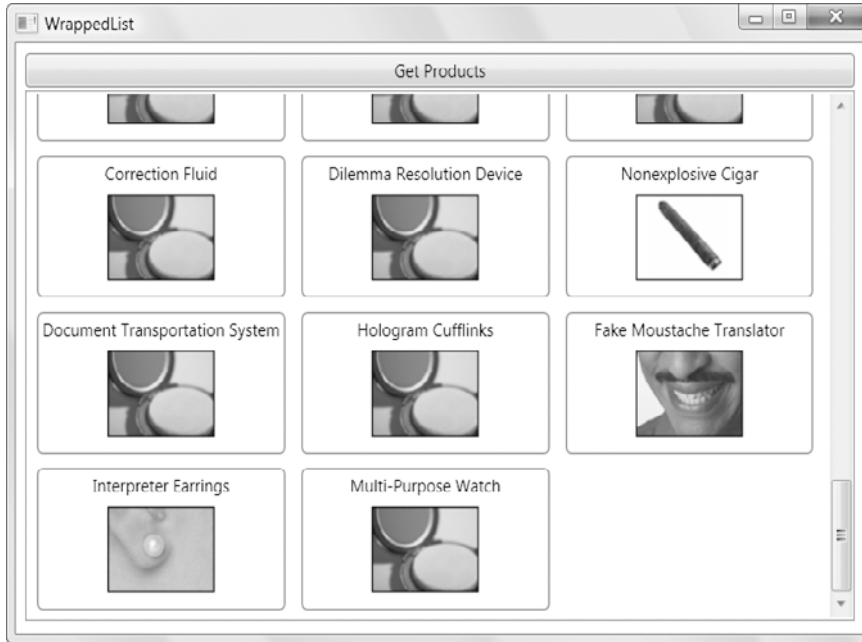 WrappedList
Get Products
Correction Fluid
Dilemma Resolution Device
Nonexplosive Cigar
Document Transportation System
Hologram Cufflinks
Fake Moustache Translator
Interpreter Earrings
Multi-Purpose Watch